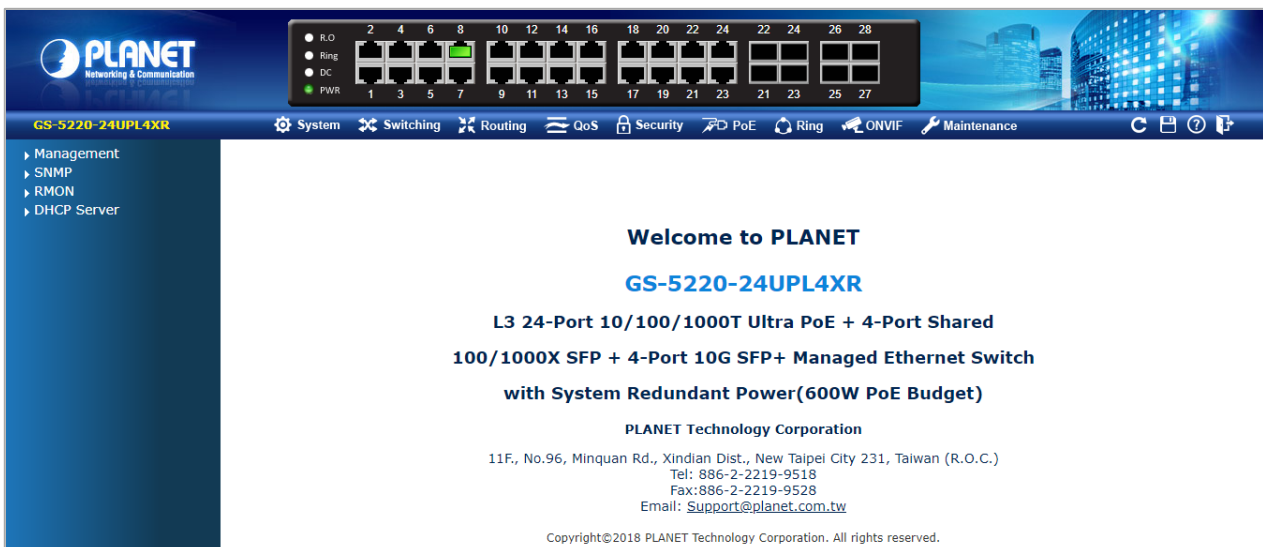 PLANET
Networking & Communication
R.O
Ring
DC
PWR
2 4 6 8 10 12 14 16 18 20 22 24 22 24 26 28
1 3 5 7 9 11 13 15 17 19 21 23 21 23 25 27
GS-5220-24UPL4XR
System Switching Routing QoS Security PoE Ring ONVIF Maintenance
Management
SNMP
RMON
DHCP Server
Welcome to PLANET
GS-5220-24UPL4XR
L3 24-Port 10/100/1000T Ultra PoE + 4-Port Shared
100/1000X SFP + 4-Port 10G SFP+ Managed Ethernet Switch
with System Redundant Power(600W PoE Budget)
PLANET Technology Corporation
11F., No.96, Minquan Rd., Xindian Dist., New Taipei City 231, Taiwan (R.O.C.)
Tel: 886-2-2219-9518
Fax:886-2-2219-9528
Email: Support@planet.com.tw
Copyright©2018 PLANET Technology Corporation. All rights reserved.